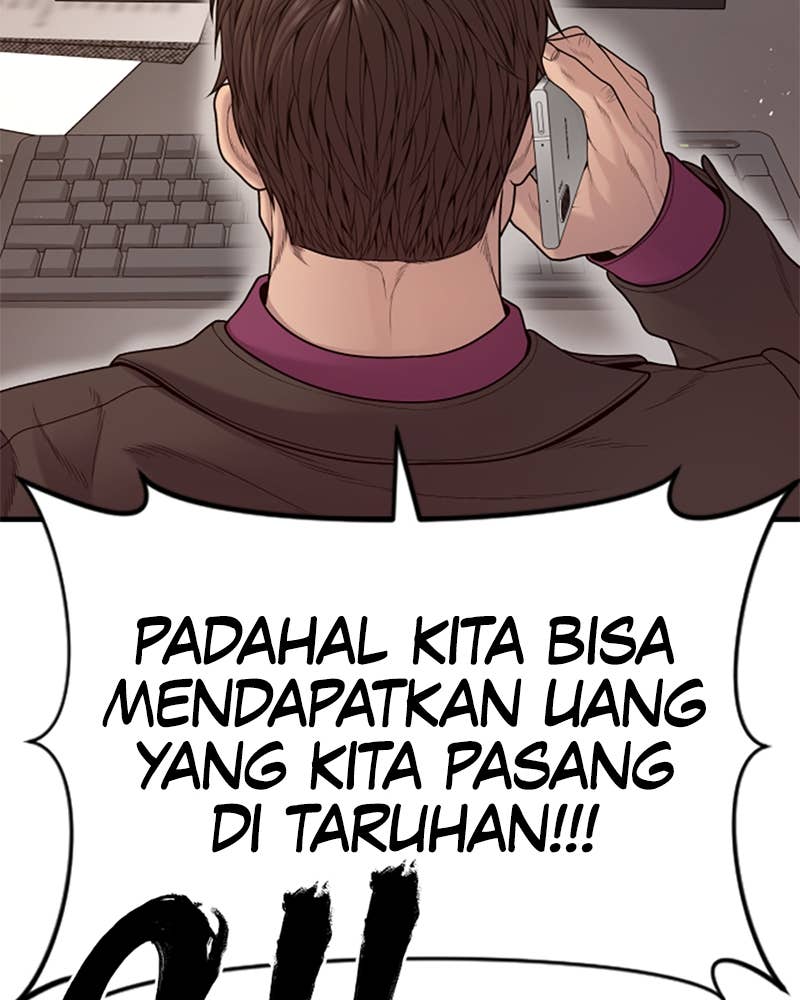 PADAHAL KITA BISA
MENDAPATKAN UANG
YANG KITA PASANG
DI TARUHAN!!!